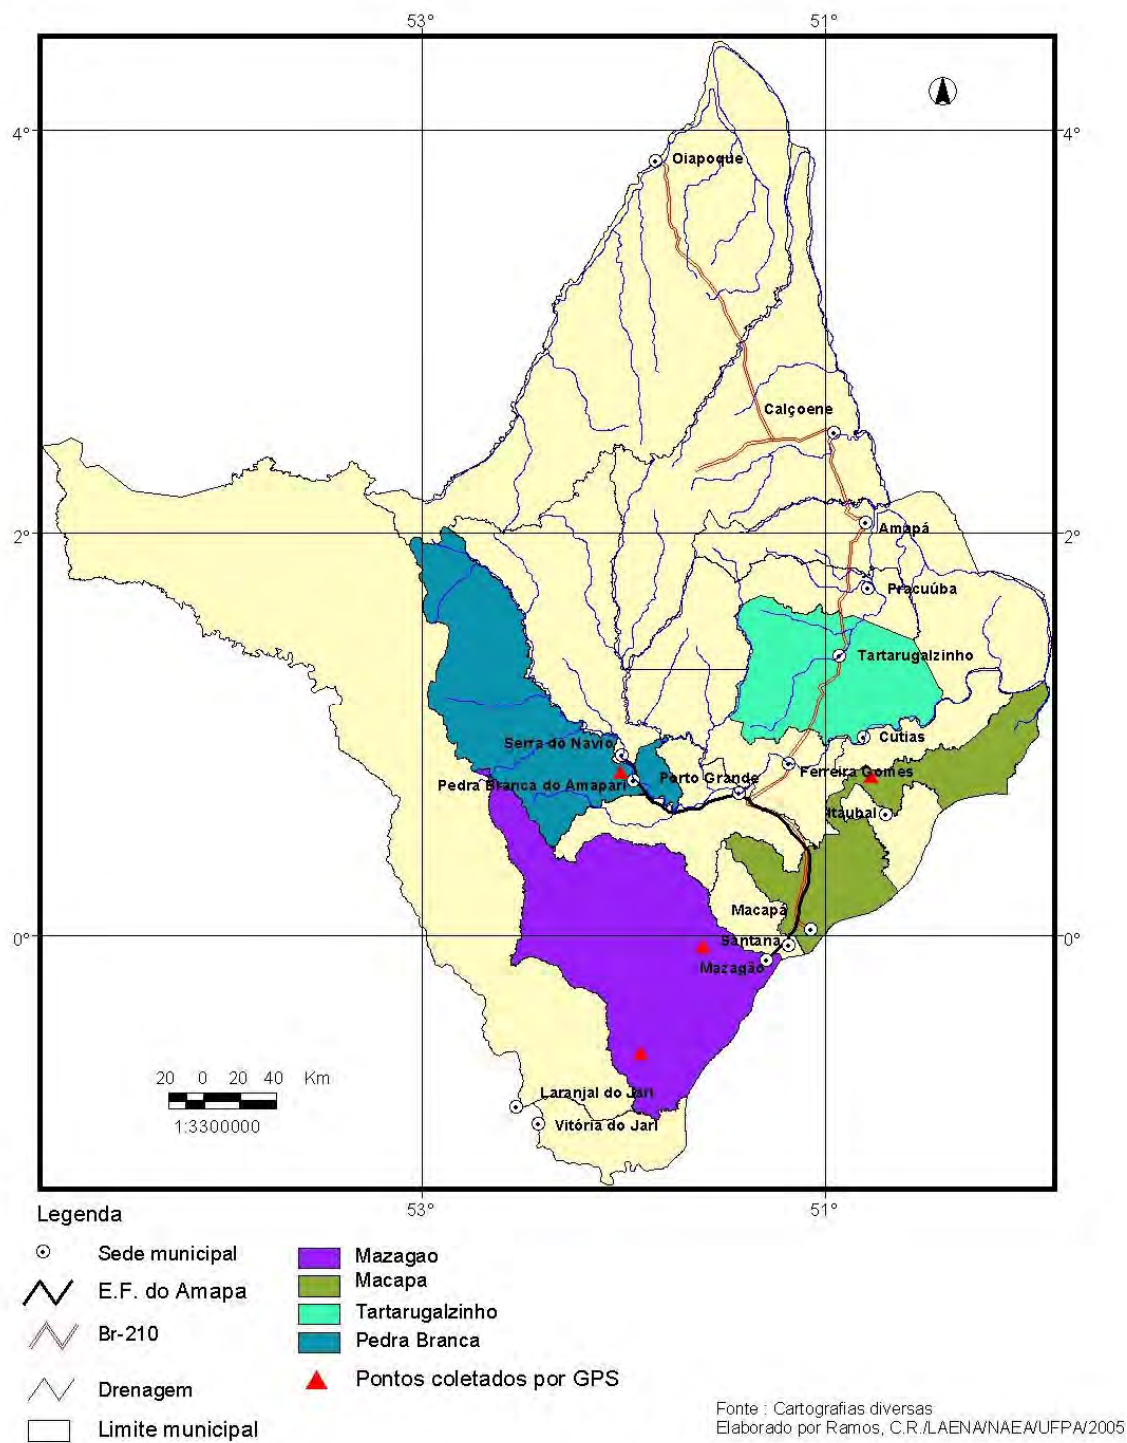 53°
51°
4°
4°
Oiapoque
Calçoene
2°
2°
Amapá
Pracuúba
Tartarugalzinho
Cutias
Serra do Navio
Ferreira Gomes
Porto Grande
Pedra Branca do Amapari
Itaubal
Macapá
0°
0°
Santana
Mazagão
20 0 20 40 Km
1:3300000
Laranjal do Jari
Vitória do Jari
53°
51°
Legenda
Sede municipal
E.F. do Amapa
Br-210
Drenagem
Limite municipal
Mazagao
Macapa
Tartarugalzinho
Pedra Branca
Pontos coletados por GPS
Fonte : Cartografias diversas
Elaborado por Ramos, C.R./LAENA/NAEA/UFPA/2005